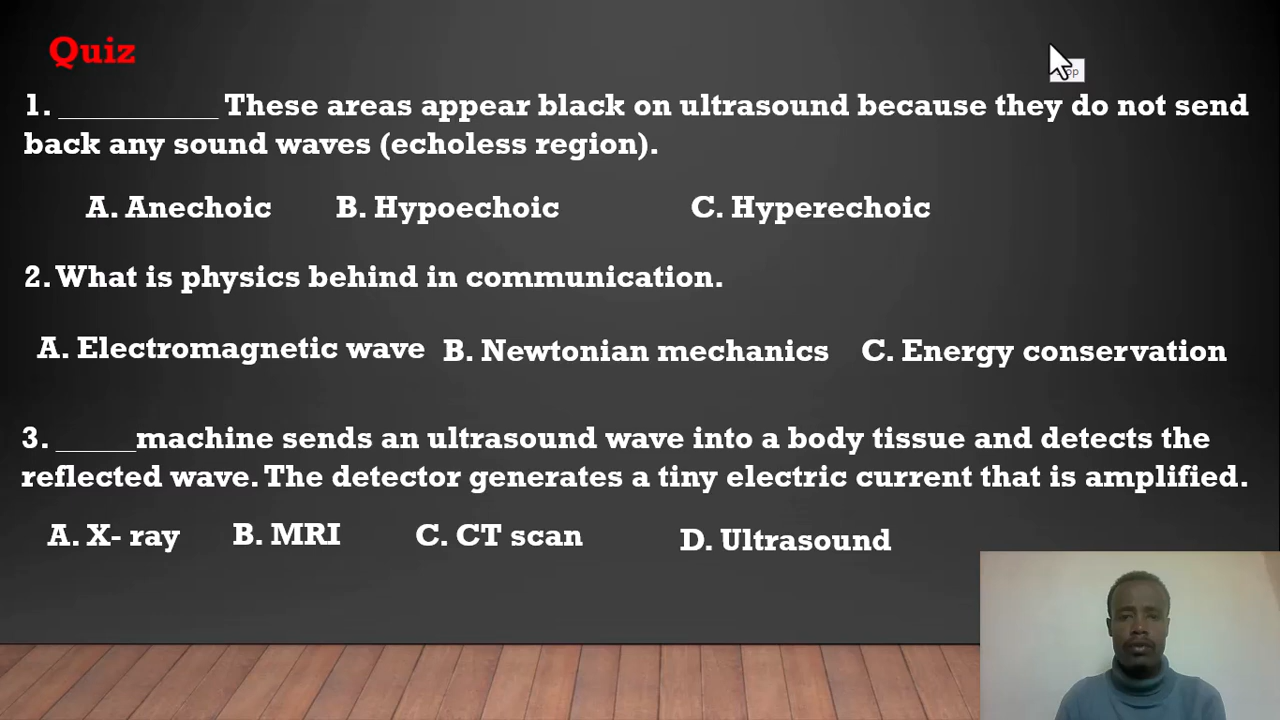 Quiz
1. __________ These areas appear black on ultrasound because they do not send
back any sound waves (echoless region).
A. Anechoic B. Hypoechoic C. Hyperechoic
2. What is physics behind in communication.
A. Electromagnetic wave B. Newtonian mechanics C. Energy conservation
3. _____machine sends an ultrasound wave into a body tissue and detects the
reflected wave. The detector generates a tiny electric current that is amplified.
A. X- ray B. MRI C. CT scan D. Ultrasound